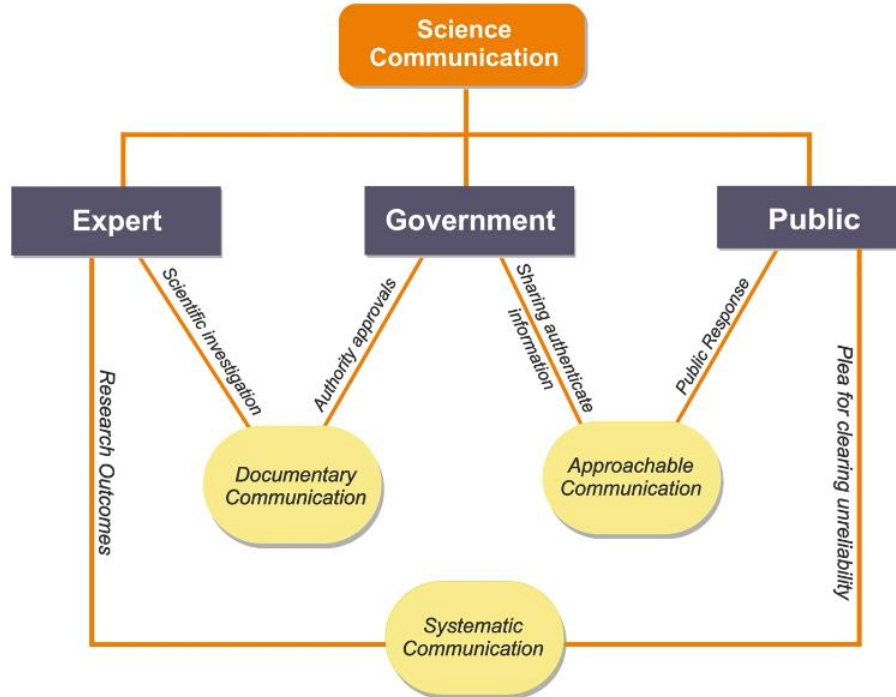 Science
Communication
Expert
Government
Public
Scientific investigation
Authority approvals
Sharing authenticate
information
Public Response
Research Outcomes
Plea for clearing unreliability
Documentary
Communication
Approachable
Communication
Systematic
Communication